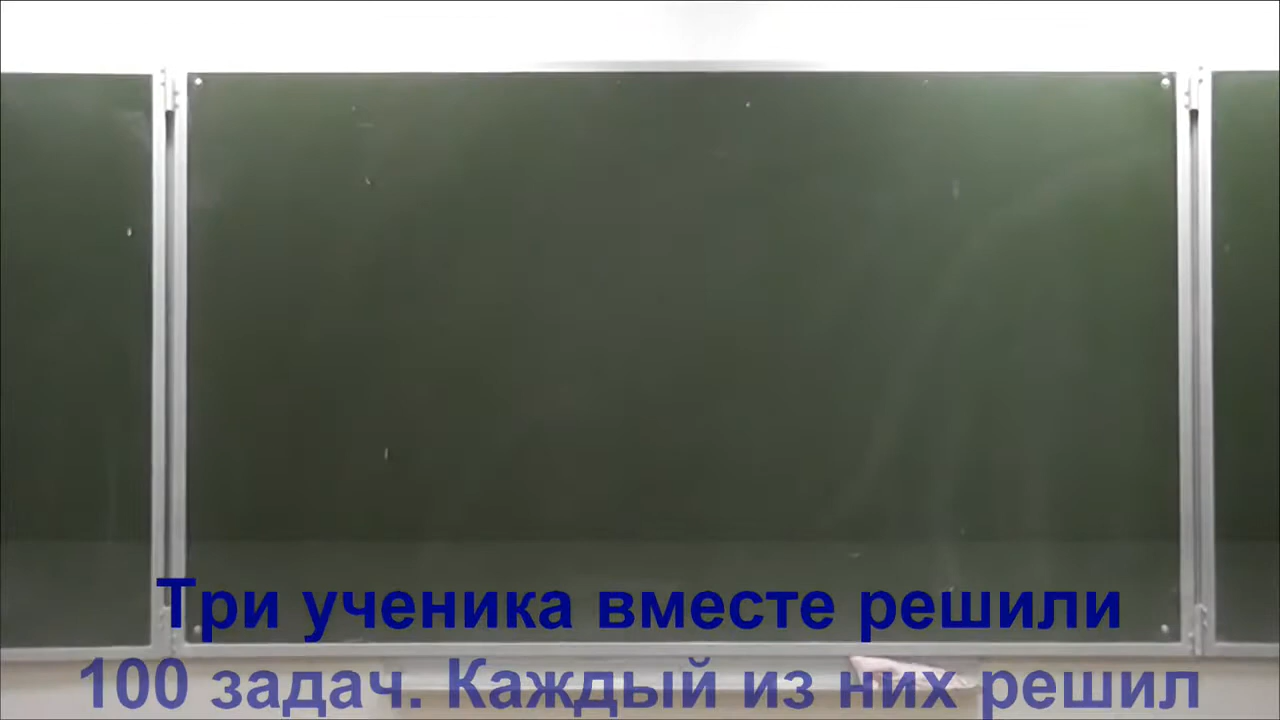 Три ученика вместе решили
100 задач. Каждый из них решил